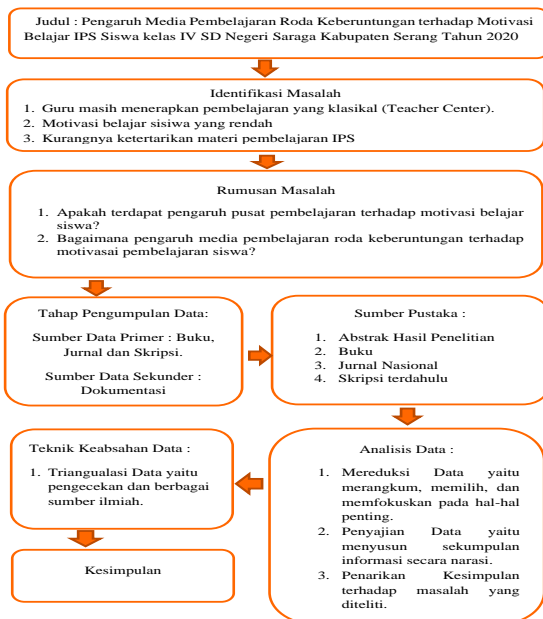 Judul : Pengaruh Media Pembelajaran Roda Keberuntungan terhadap Motivasi
Belajar IPS Siswa kelas IV SD Negeri Saraga Kabupaten Serang Tahun 2020
Identifikasi Masalah
1. Guru masih menerapkan pembelajaran yang klasikal (Teacher Center).
2. Motivasi belajar sisiwa yang rendah
3. Kurangnya ketertarikan materi pembelajaran IPS
Rumusan Masalah
1. Apakah terdapat pengaruh pusat pembelajaran terhadap motivasi belajar
siswa?
2. Bagaimana pengaruh media pembelajaran roda keberuntungan terhadap
motivasai pembelajaran siswa?
Tahap Pengumpulan Data:
Sumber Data Primer : Buku,
Jurnal dan Skripsi.
Sumber Data Sekunder :
Dokumentasi
Sumber Pustaka :
1. Abstrak Hasil Penelitian
2. Buku
3. Jurnal Nasional
4. Skripsi terdahulu
Analisis Data :
1. Mereduksi Data yaitu
merangkum, memilih, dan
memfokuskan pada hal-hal
penting.
2. Penyajian Data yaitu
menyusun sekumpulan
informasi secara narasi.
3. Penarikan Kesimpulan
terhadap masalah yang
diteliti.
Teknik Keabsahan Data :
1. Triangualasi Data yaitu
pengecekan dan berbagai
sumber ilmiah.
Kesimpulan